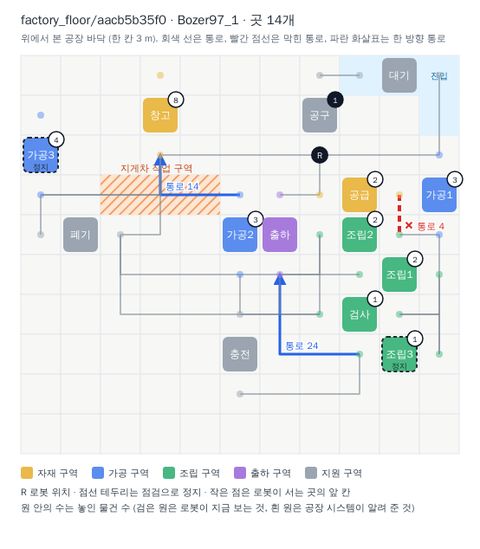 factory_floor/aacb5b35f0 · Bozer97_1 · 곳 14개
위에서 본 공장 바닥 (한 칸 3 m). 회색 선은 통로, 빨간 점선은 막힌 통로, 파란 화살표는 한 방향 통로
대기
진입
창고
8
공구
1
가공3
정지
4
R
지게차 작업 구역
통로 14
공급
2
가공1
3
폐기
가공2
3
출하
조립2
2
통로 4
조립1
2
검사
1
통로 24
충전
조립3
정지
1
자재 구역
가공 구역
조립 구역
출하 구역
지원 구역
R 로봇 위치 · 점선 테두리는 점검으로 정지 · 작은 점은 로봇이 서는 곳의 앞 칸
원 안의 수는 놓인 물건 수 (검은 원은 로봇이 지금 보는 것, 흰 원은 공장 시스템이 알려 준 것)